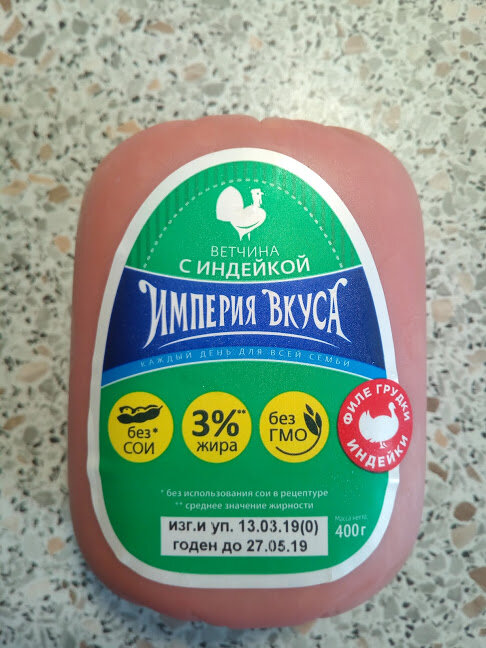 ВЕТЧИНА
С ИНДЕЙКОЙ
ИМПЕРИЯ ВКУСА
КАЖДЫЙ ДЕНЬ ДЛЯ ВСЕЙ СЕМЬИ
без*
СОИ
3%**
жира
без
ГМО
ФИЛЕ ГРУДКИ
ИНДЕЙКИ
* без использования сои в рецептуре
** среднее значение жирности
изг.и уп. 13.03.19(0)
годен до 27.05.19
Масса нетто:
400 г